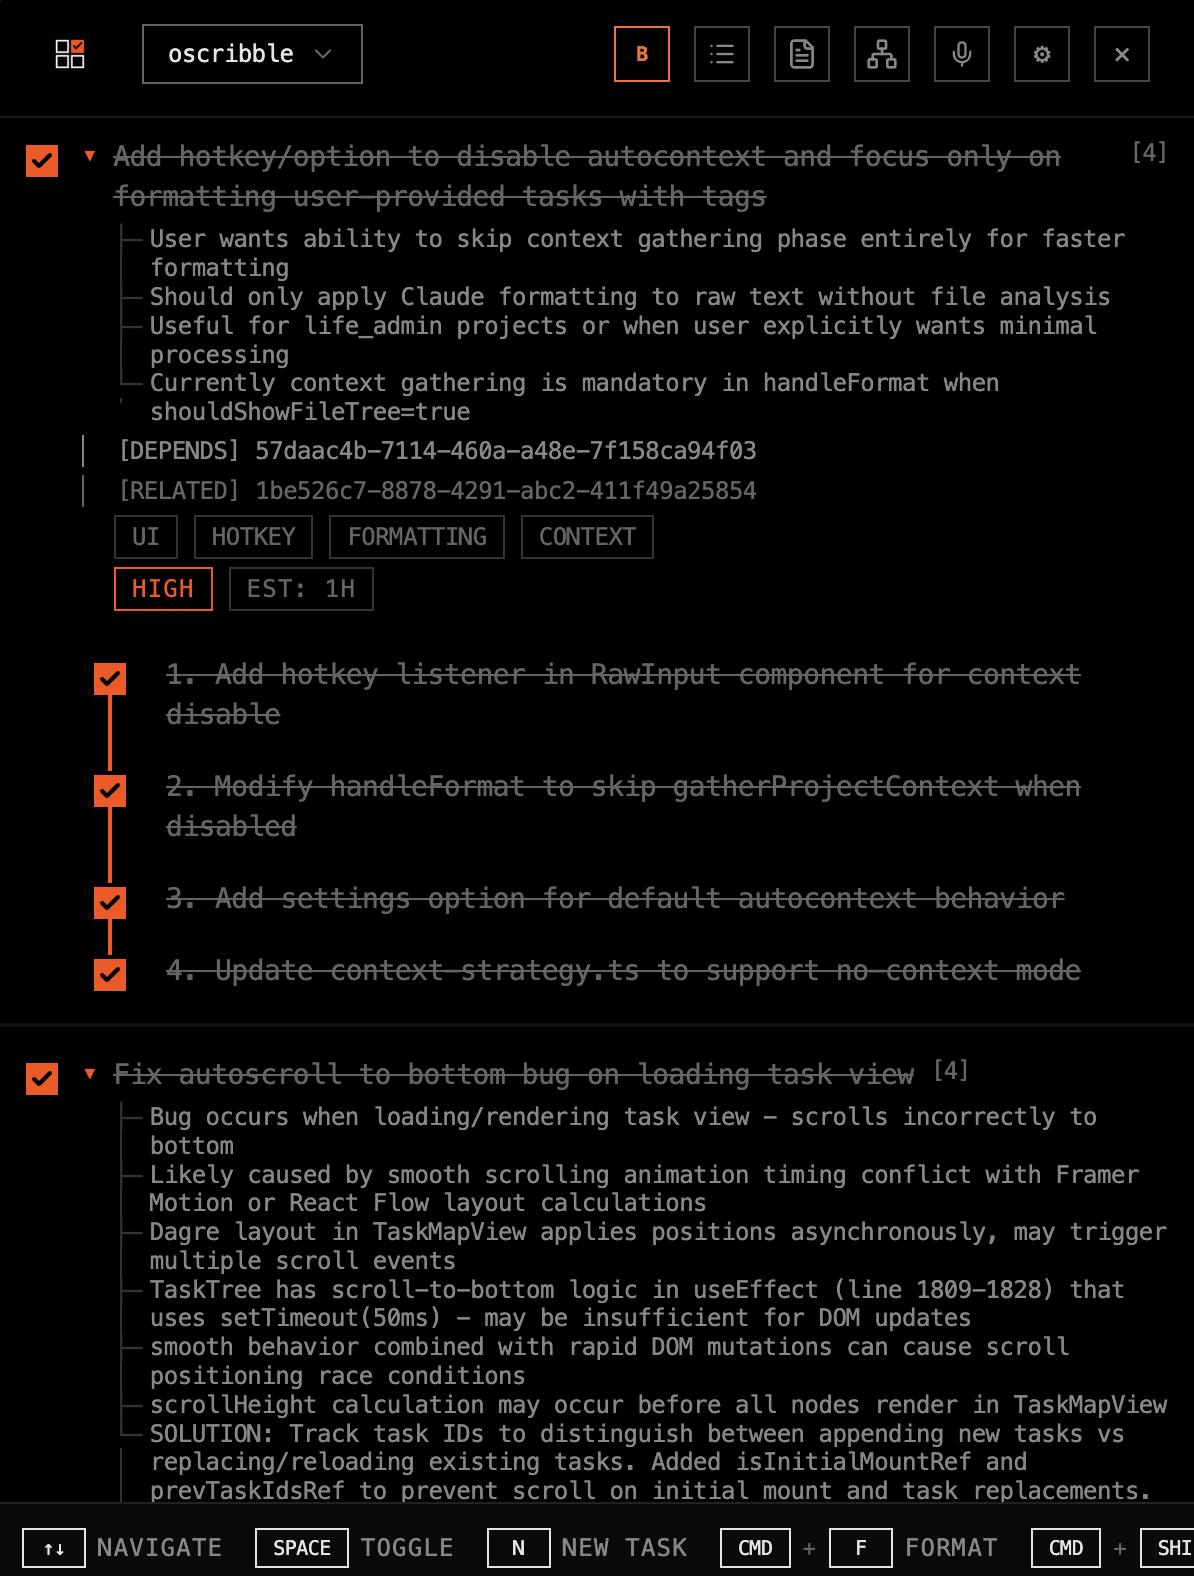 oscribble
B
Add hotkey/option to disable autocontext and focus only on
[4]
formatting user-provided tasks with tags
User wants ability to skip context gathering phase entirely for faster
formatting
Should only apply Claude formatting to raw text without file analysis
Useful for life_admin projects or when user explicitly wants minimal
processing
Currently context gathering is mandatory in handleFormat when
shouldShowFileTree=true
[DEPENDS] 57daac4b-7114-460a-a48e-7f158ca94f03
[RELATED] 1be526c7-8878-4291-abc2-411f49a25854
UI HOTKEY FORMATTING CONTEXT
HIGH EST: 1H
1. Add hotkey listener in RawInput component for context
disable
2. Modify handleFormat to skip gatherProjectContext when
disabled
3. Add settings option for default autocontext behavior
4. Update context-strategy.ts to support no-context mode
Fix autoscroll to bottom bug on loading task view [4]
Bug occurs when loading/rendering task view - scrolls incorrectly to
bottom
Likely caused by smooth scrolling animation timing conflict with Framer
Motion or React Flow layout calculations
Dagre layout in TaskMapView applies positions asynchronously, may trigger
multiple scroll events
TaskTree has scroll-to-bottom logic in useEffect (line 1809-1828) that
uses setTimeout(50ms) - may be insufficient for DOM updates
smooth behavior combined with rapid DOM mutations can cause scroll
positioning race conditions
scrollHeight calculation may occur before all nodes render in TaskMapView
SOLUTION: Track task IDs to distinguish between appending new tasks vs
replacing/reloading existing tasks. Added isInitialMountRef and
prevTaskIdsRef to prevent scroll on initial mount and task replacements.
↑↓ NAVIGATE SPACE TOGGLE N NEW TASK CMD + F FORMAT CMD + SHI